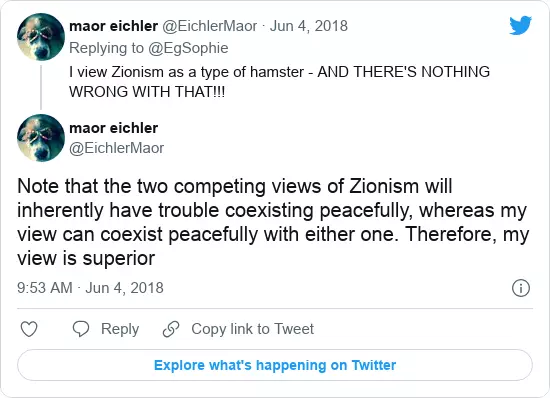 maor eichler @EichlerMaor · Jun 4, 2018
Replying to @EgSophie
I view Zionism as a type of hamster - AND THERE'S NOTHING
WRONG WITH THAT!!!
maor eichler
@EichlerMaor
Note that the two competing views of Zionism will
inherently have trouble coexisting peacefully, whereas my
view can coexist peacefully with either one. Therefore, my
view is superior
9:53 AM · Jun 4, 2018
Reply Copy link to Tweet
Explore what's happening on Twitter